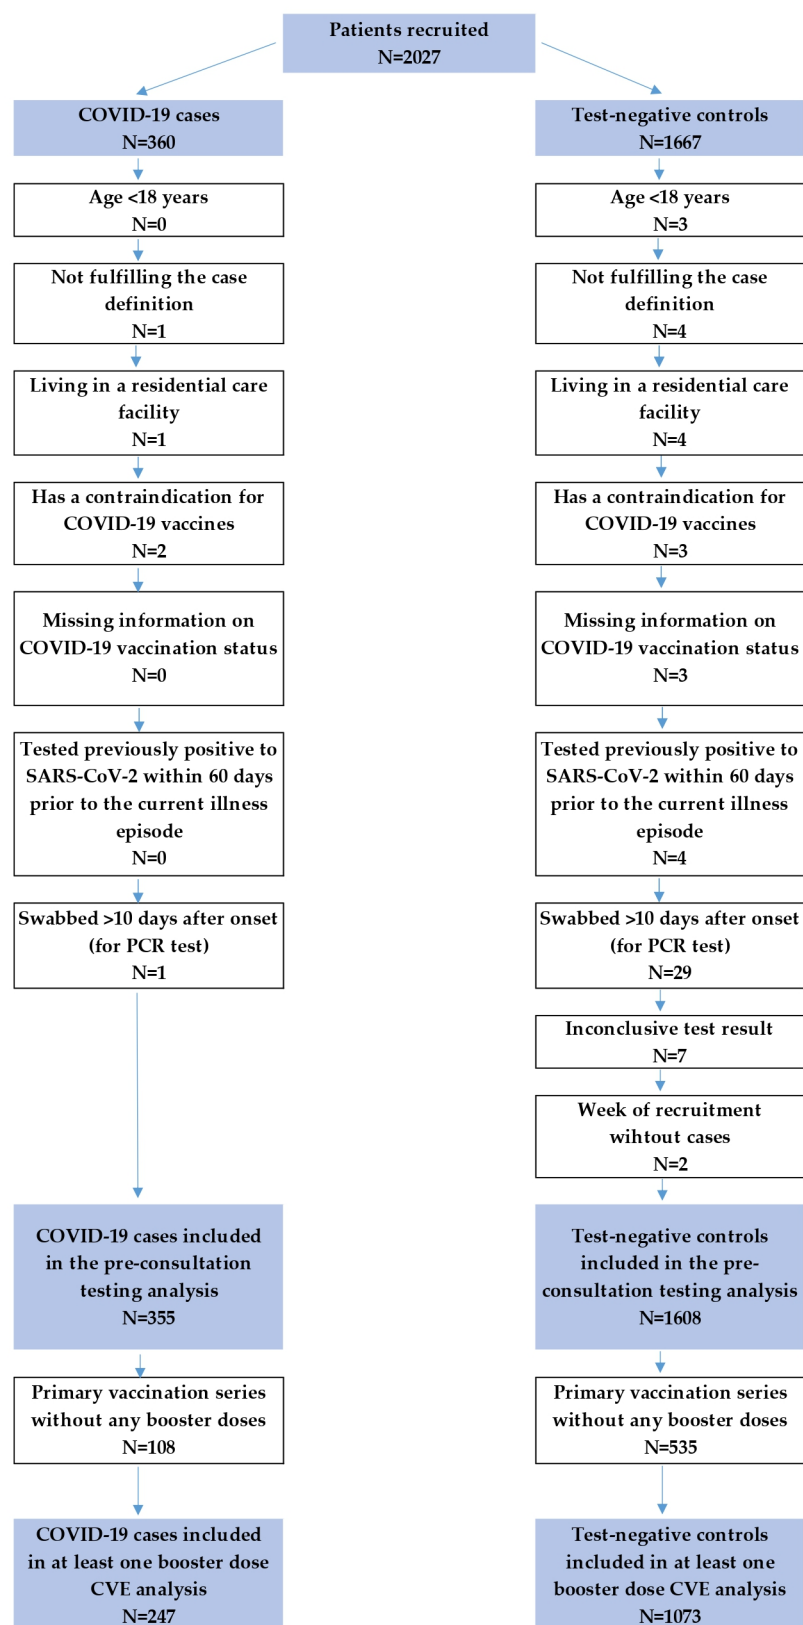 Patients recruited
N=2027
COVID-19 cases
N=360
Age <18 years
N=0
Not fulfilling the case
definition
N=1
Living in a residential care
facility
N=1
Has a contraindication for
COVID-19 vaccines
N=2
Missing information on
COVID-19 vaccination status
N=0
Tested previously positive to
SARS-CoV-2 within 60 days
prior to the current illness
episode
N=0
Swabbed >10 days after onset
(for PCR test)
N=1
COVID-19 cases included
in the pre-consultation
testing analysis
N=355
Primary vaccination series
without any booster doses
N=108
COVID-19 cases included
in at least one booster dose
CVE analysis
N=247
Test-negative controls
N=1667
Age <18 years
N=3
Not fulfilling the case
definition
N=4
Living in a residential care
facility
N=4
Has a contraindication for
COVID-19 vaccines
N=3
Missing information on
COVID-19 vaccination status
N=3
Tested previously positive to
SARS-CoV-2 within 60 days
prior to the current illness
episode
N=4
Swabbed >10 days after onset
(for PCR test)
N=29
Inconclusive test result
N=7
Week of recruitment
wihtout cases
N=2
Test-negative controls
included in the pre-
consultation testing analysis
N=1608
Primary vaccination series
without any booster doses
N=535
Test-negative controls
included in at least one
booster dose CVE analysis
N=1073